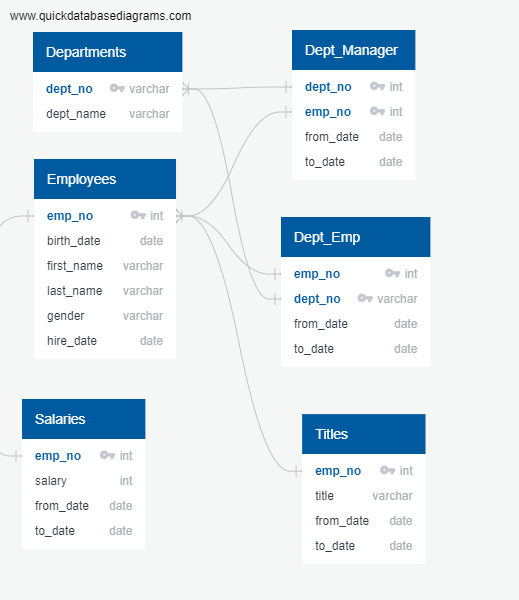 www.quickdatabasediagrams.com
Departments
dept_no varchar
dept_name varchar
Employees
emp_no int
birth_date date
first_name varchar
last_name varchar
gender varchar
hire_date date
Salaries
emp_no int
salary int
from_date date
to_date date
Dept_Manager
dept_no int
emp_no int
from_date date
to_date date
Dept_Emp
emp_no int
dept_no varchar
from_date date
to_date date
Titles
emp_no int
title varchar
from_date date
to_date date